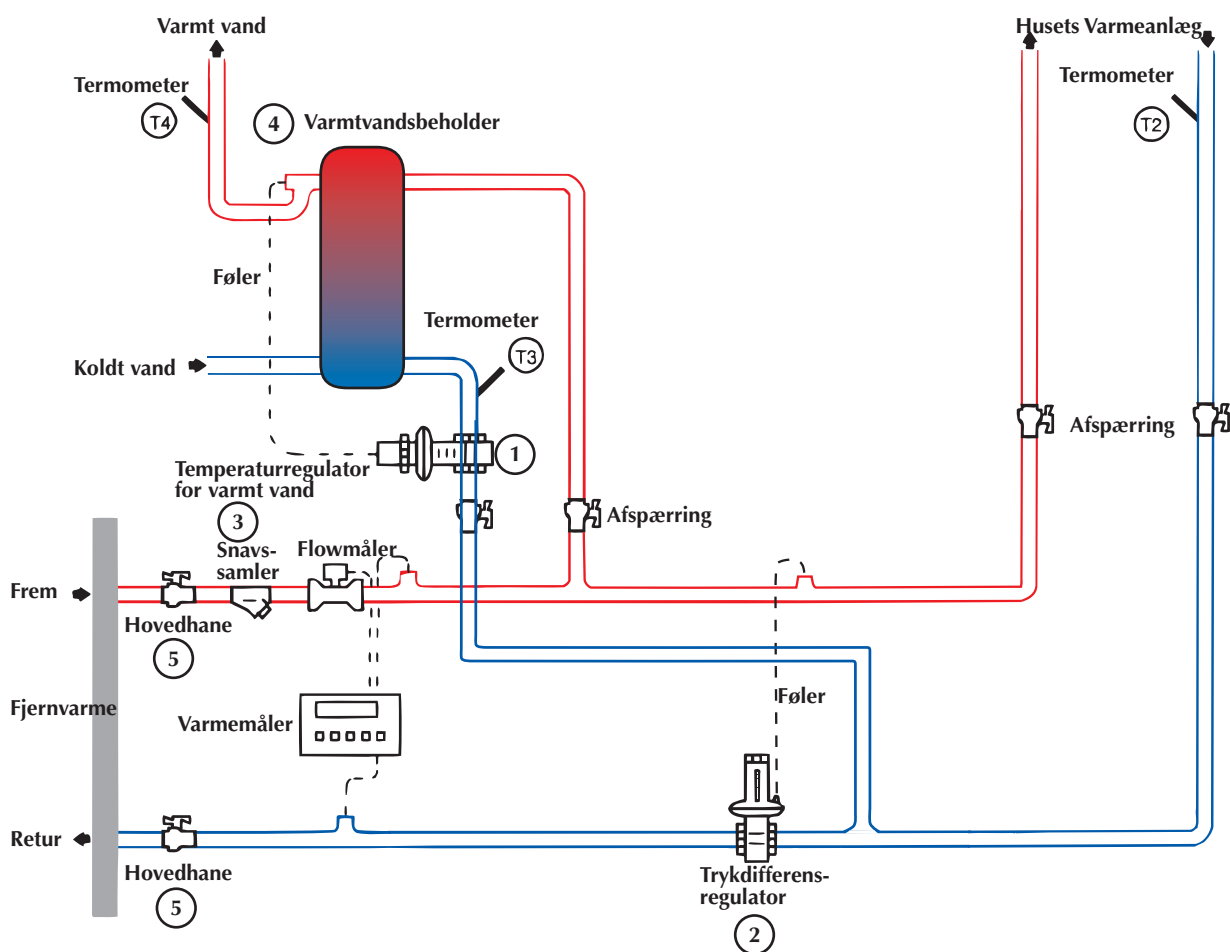 Varmt vand
Husets Varmeanlæg
Termometer
T4
4
Varmtvandsbeholder
Termometer
T2
Føler
Termometer
T3
Koldt vand
Afspærring
1
Temperaturregulator
for varmt vand
3
Afspærring
Snavs-
samler
Flowmåler
Frem
Hovedhane
5
Fjernvarme
Varmemåler
Føler
Retur
Hovedhane
5
Trykdifferens-
regulator
2